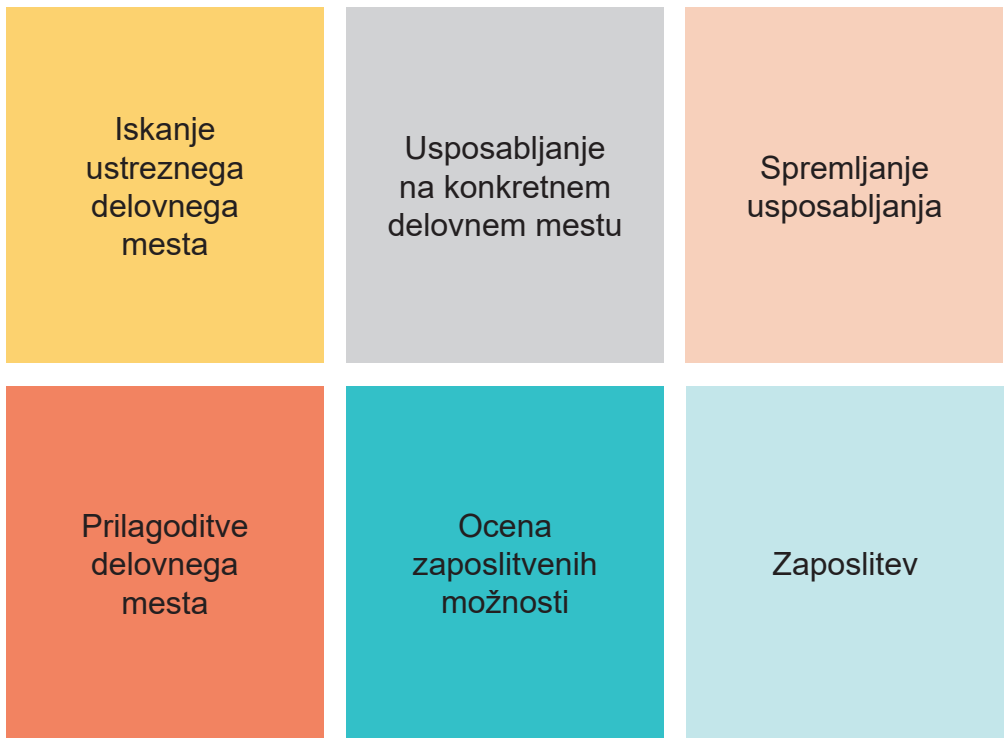 Iskanje
ustreznega
delovnega
mesta
Usposabljanje
na konkretnem
delovnem mestu
Spremljanje
usposabljanja
Prilagoditve
delovnega
mesta
Ocena
zaposlitvenih
možnosti
Zaposlitev